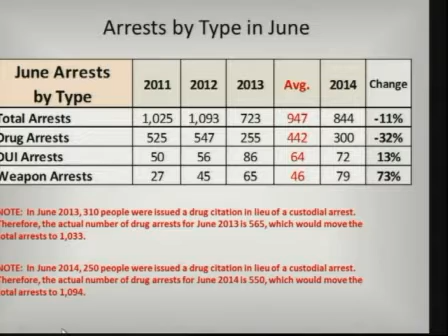 Arrests by Type in June
June Arrests by Type 2011 2012 2013 Avg. 2014 Change
Total Arrests 1,025 1,093 723 947 844 -11%
Drug Arrests 525 547 255 442 300 -32%
DUI Arrests 50 56 86 64 72 13%
Weapon Arrests 27 45 65 46 79 73%
NOTE: In June 2013, 310 people were issued a drug citation in lieu of a custodial arrest.
Therefore, the actual number of drug arrests for June 2013 is 565, which would move the
total arrests to 1,033.
NOTE: In June 2014, 250 people were issued a drug citation in lieu of a custodial arrest.
Therefore, the actual number of drug arrests for June 2014 is 550, which would move the
total arrests to 1,094.